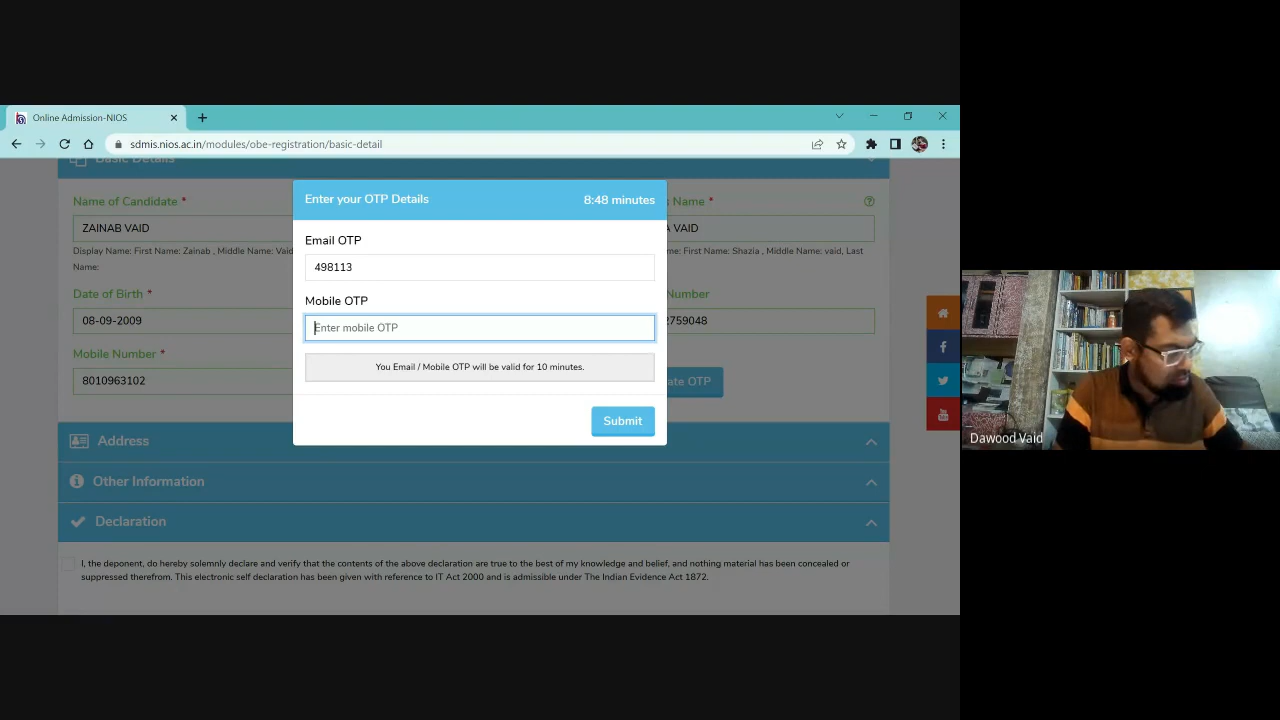 Online Admission-NIOS
sdmis.nios.ac.in/modules/obe-registration/basic-detail
Basic Details
Name of Candidate *
s Name *
ZAINAB VAID
A VAID
Display Name: First Name: Zainab , Middle Name: Vaid
Name:
e: First Name: Shazia , Middle Name: vaid, Last
Date of Birth *
Number
08-09-2009
2759048
Mobile Number *
8010963102
ate OTP
Enter your OTP Details
8:48 minutes
Email OTP
498113
Mobile OTP
Enter mobile OTP
You Email / Mobile OTP will be valid for 10 minutes.
Submit
Address
Other Information
Declaration
I, the deponent, do hereby solemnly declare and verify that the contents of the above declaration are true to the best of my knowledge and belief, and nothing material has been concealed or
suppressed therefrom. This electronic self declaration has been given with reference to IT Act 2000 and is admissible under The Indian Evidence Act 1872.
Dawood Vaid